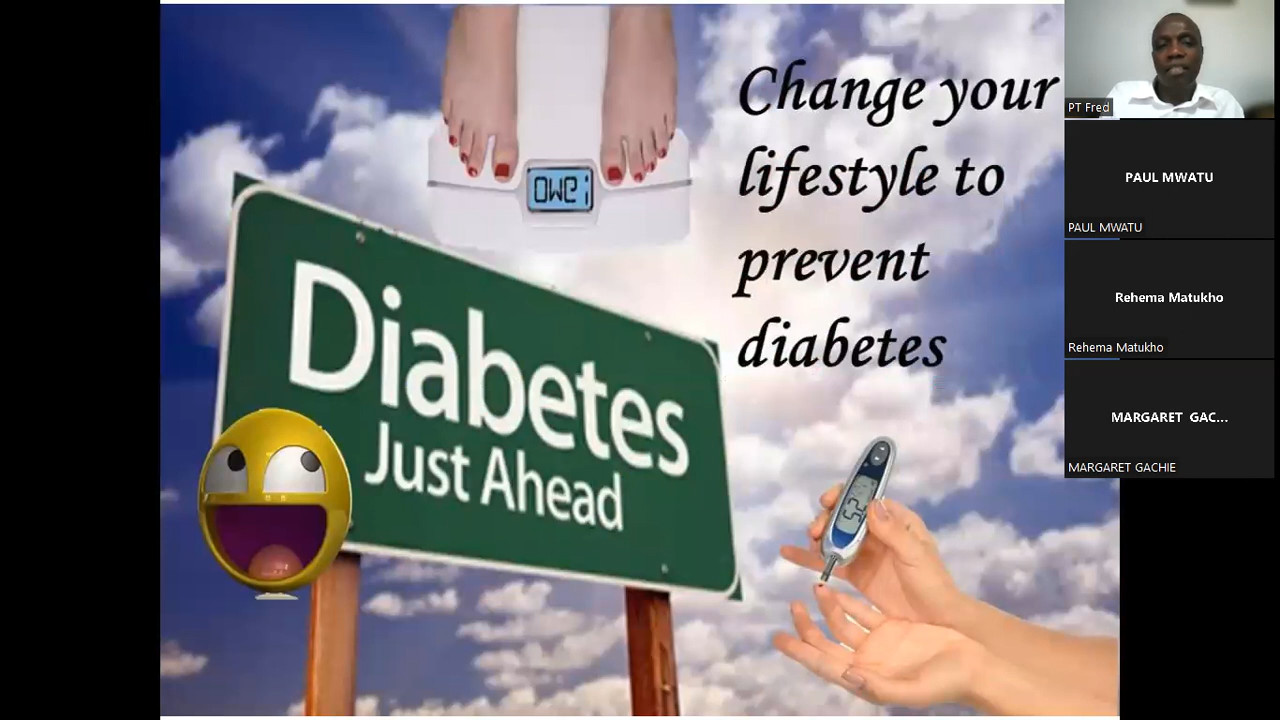 Change your
lifestyle to
prevent
diabetes
Diabetes
Just Ahead
PT Fred
PAUL MWATU
PAUL MWATU
Rehema Matukho
Rehema Matukho
MARGARET GAC...
MARGARET GACHIE